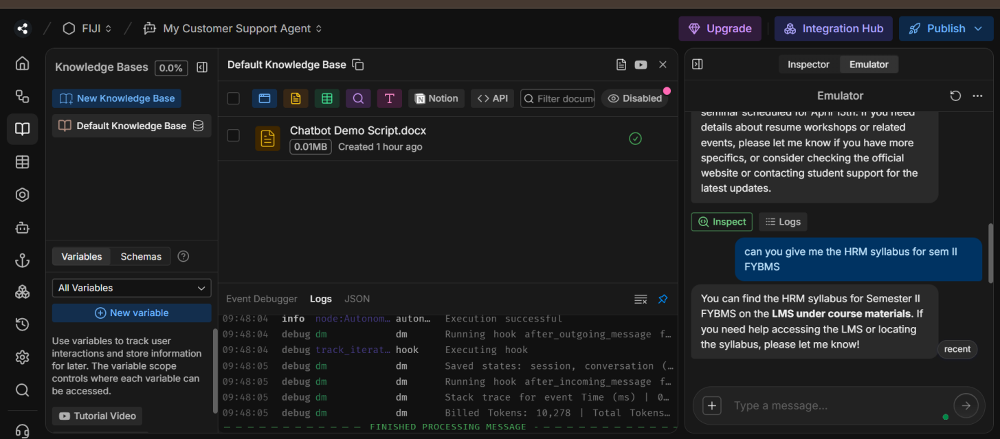 FIJI
My Customer Support Agent
Upgrade
Integration Hub
Publish
Knowledge Bases 0.0%
New Knowledge Base
Default Knowledge Base
Variables Schemas
All Variables
New variable
Use variables to track user
interactions and store information
for later. The variable scope
controls where each variable can
be accessed.
Tutorial Video
Default Knowledge Base
T Notion <> API Filter docum Disabled
Chatbot Demo Script.docx
0.01MB Created 1 hour ago
Event Debugger Logs JSON
09:48:04 info node:Autonom… auton… Execution successful
09:48:04 debug dm dm Running hook after_outgoing_message f…
09:48:04 debug track_iterat… hook Executing hook
09:48:05 debug dm dm Saved states: session, conversation (…
09:48:05 debug dm dm Running hook after_incoming_message f…
09:48:05 debug dm dm Stack trace for event Time (ms) | 0…
09:48:05 debug dm dm Billed Tokens: 10,278 | Total Tokens…
FINISHED PROCESSING MESSAGE
Inspector Emulator
Emulator
seminar scheduled for April 15th. If you need
details about resume workshops or related
events, please let me know if you have more
specifics, or consider checking the official
website or contacting student support for the
latest updates.
Inspect Logs
can you give me the HRM syllabus for sem II
FYBMS
You can find the HRM syllabus for Semester II
FYBMS on the LMS under course materials. If
you need help accessing the LMS or locating
the syllabus, please let me know!
recent
Type a message...